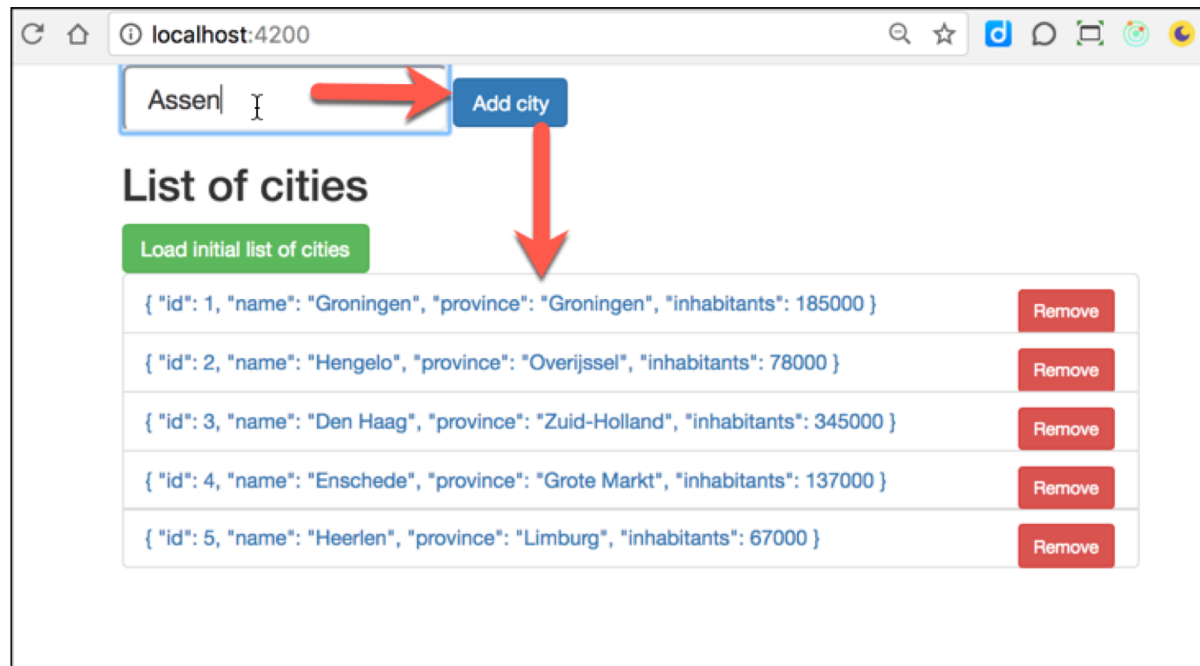 localhost:4200
Assen
Add city
List of cities
Load initial list of cities
{ "id": 1, "name": "Groningen", "province": "Groningen", "inhabitants": 185000 }
Remove
{ "id": 2, "name": "Hengelo", "province": "Overijssel", "inhabitants": 78000 }
Remove
{ "id": 3, "name": "Den Haag", "province": "Zuid-Holland", "inhabitants": 345000 }
Remove
{ "id": 4, "name": "Enschede", "province": "Grote Markt", "inhabitants": 137000 }
Remove
{ "id": 5, "name": "Heerlen", "province": "Limburg", "inhabitants": 67000 }
Remove